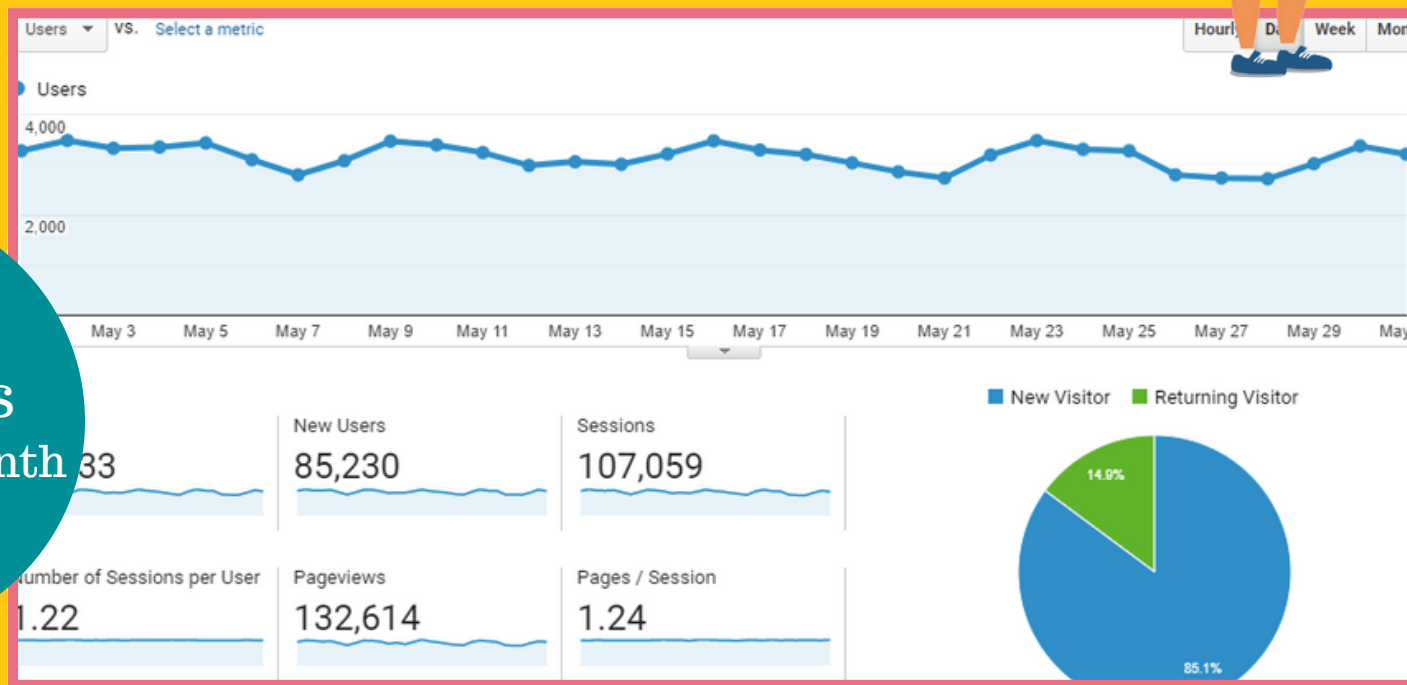 Users VS. Select a metric
Week
Users
4,000
2,000
May 3 May 5 May 7 May 9 May 11 May 13 May 15 May 17 May 19 May 21 May 23 May 25 May 27 May 29 May
New Visitor Returning Visitor
New Users Sessions
33 85,230 107,059
14.9%
Number of Sessions per User Pageviews Pages / Session
1.22 132,614 1.24
85.1%